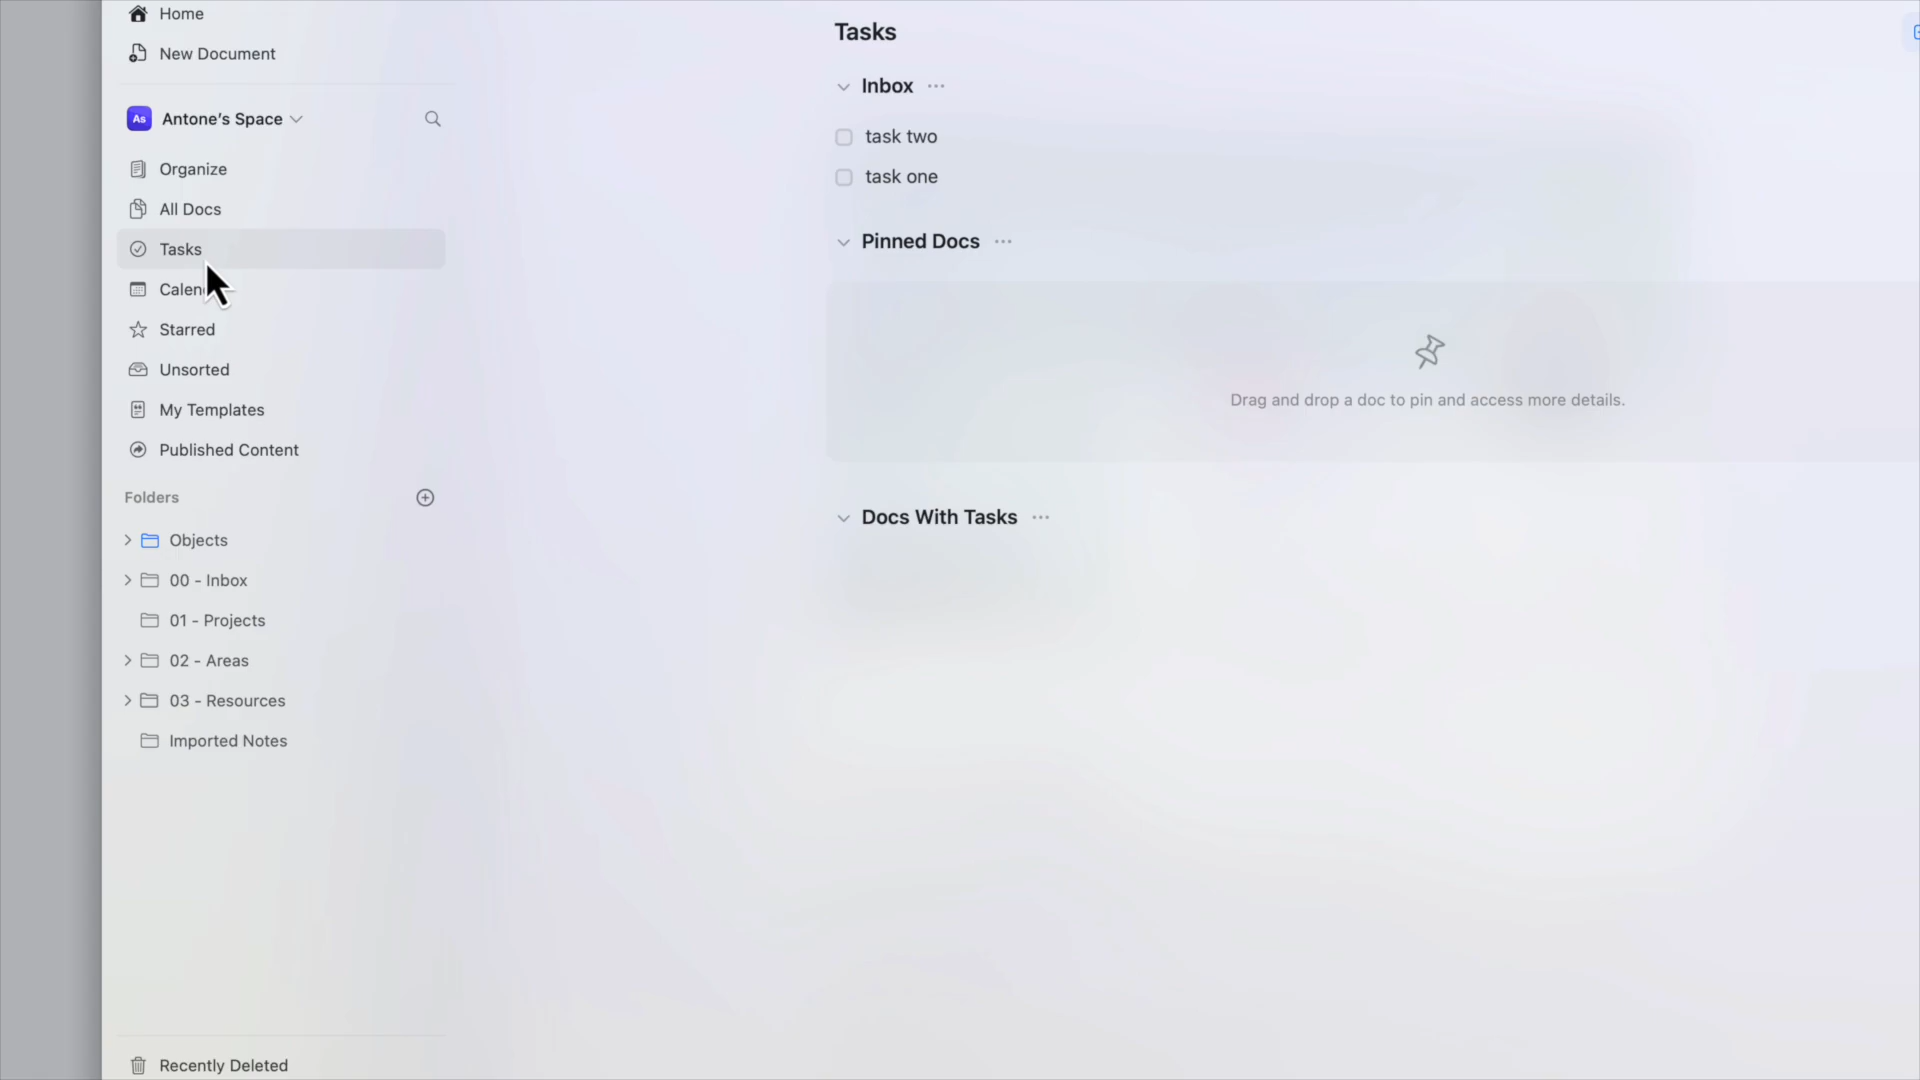 Home
New Document
As Antone's Space
Organize
All Docs
Tasks
Starred
Unsorted
My Templates
Published Content
Folders
Objects
00 - Inbox
01 - Projects
02 - Areas
03 - Resources
Imported Notes
Recently Deleted
Tasks
Inbox
task two
task one
Pinned Docs
Drag and drop a doc to pin and access more details.
Docs With Tasks